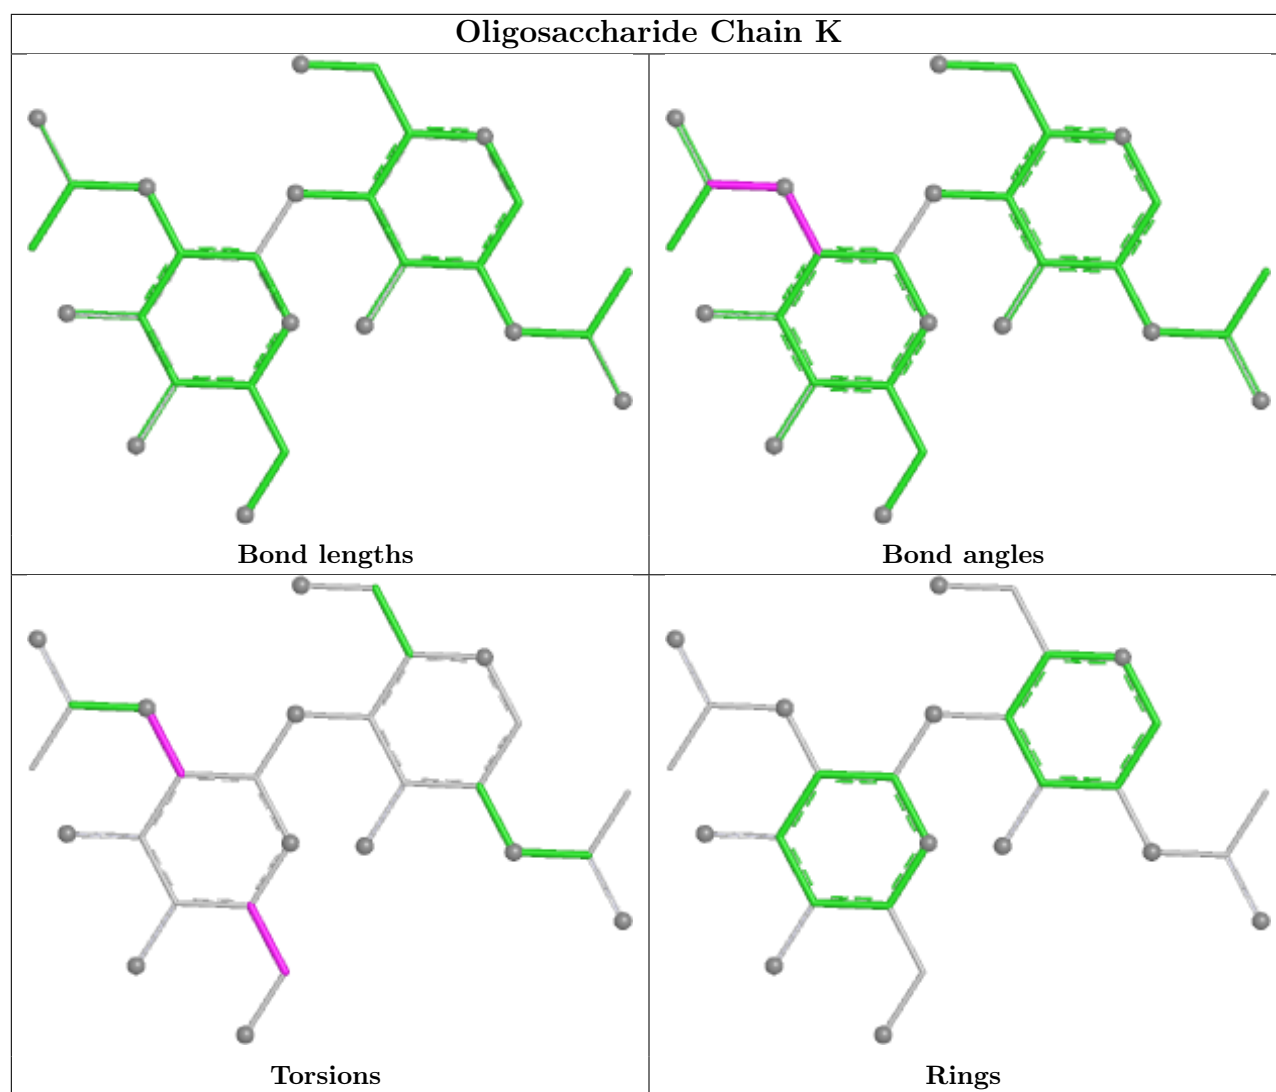 Oligosaccharide Chain K
Bond lengths
Bond angles
Torsions
Rings